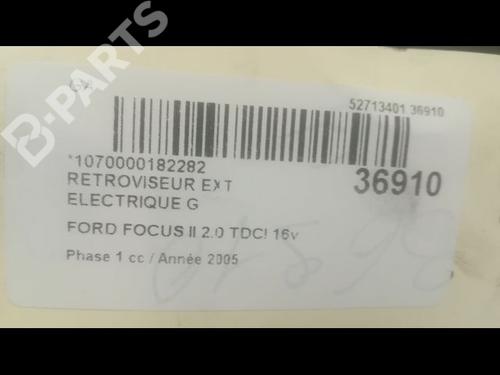 52713401 36910
*1070000182282
RETROVISEUR EXT
36910
ELECTRIQUE G
FORD FOCUS II 2.0 TDCI 16v
Phase 1 cc / Année 2005
B-PARTS